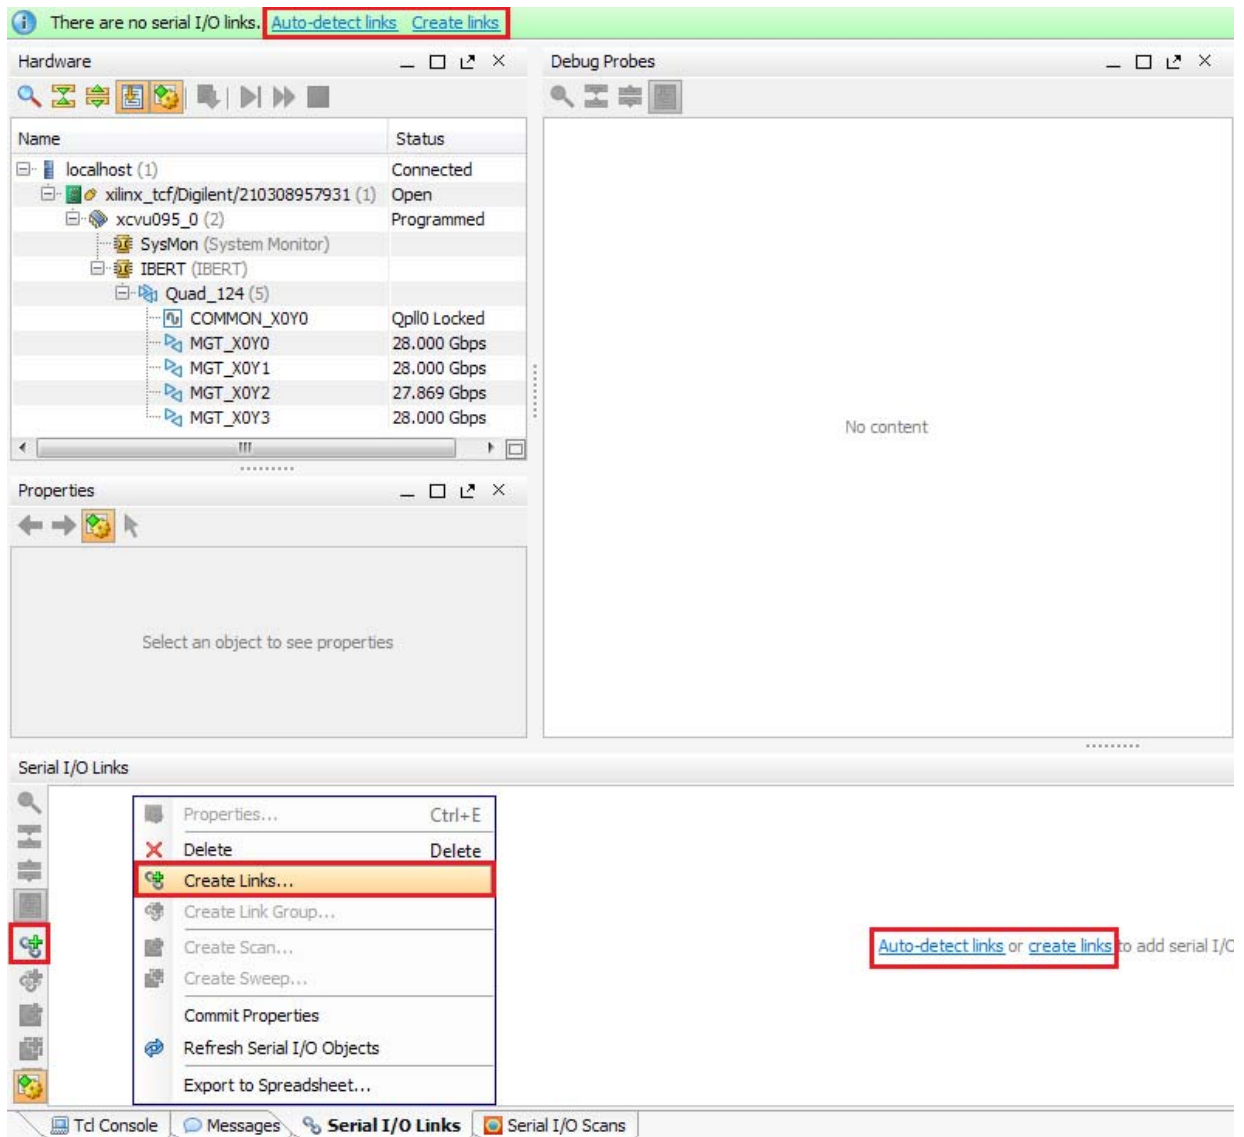 There are no serial I/O links. Auto-detect links Create links
Hardware
Debug Probes
Name Status
localhost (1) Connected
xilinx_tcf/Digilent/210308957931 (1) Open
xcvu095_0 (2) Programmed
SysMon (System Monitor)
IBERT (IBERT)
Quad_124 (5)
COMMON_X0Y0 Qpll0 Locked
MGT_X0Y0 28.000 Gbps
MGT_X0Y1 28.000 Gbps
MGT_X0Y2 27.869 Gbps
MGT_X0Y3 28.000 Gbps
No content
Properties
Select an object to see properties
Serial I/O Links
Properties... Ctrl+E
Delete Delete
Create Links...
Create Link Group...
Create Scan...
Create Sweep...
Commit Properties
Refresh Serial I/O Objects
Export to Spreadsheet...
Auto-detect links or create links to add serial I/O
Tcl Console Messages Serial I/O Links Serial I/O Scans